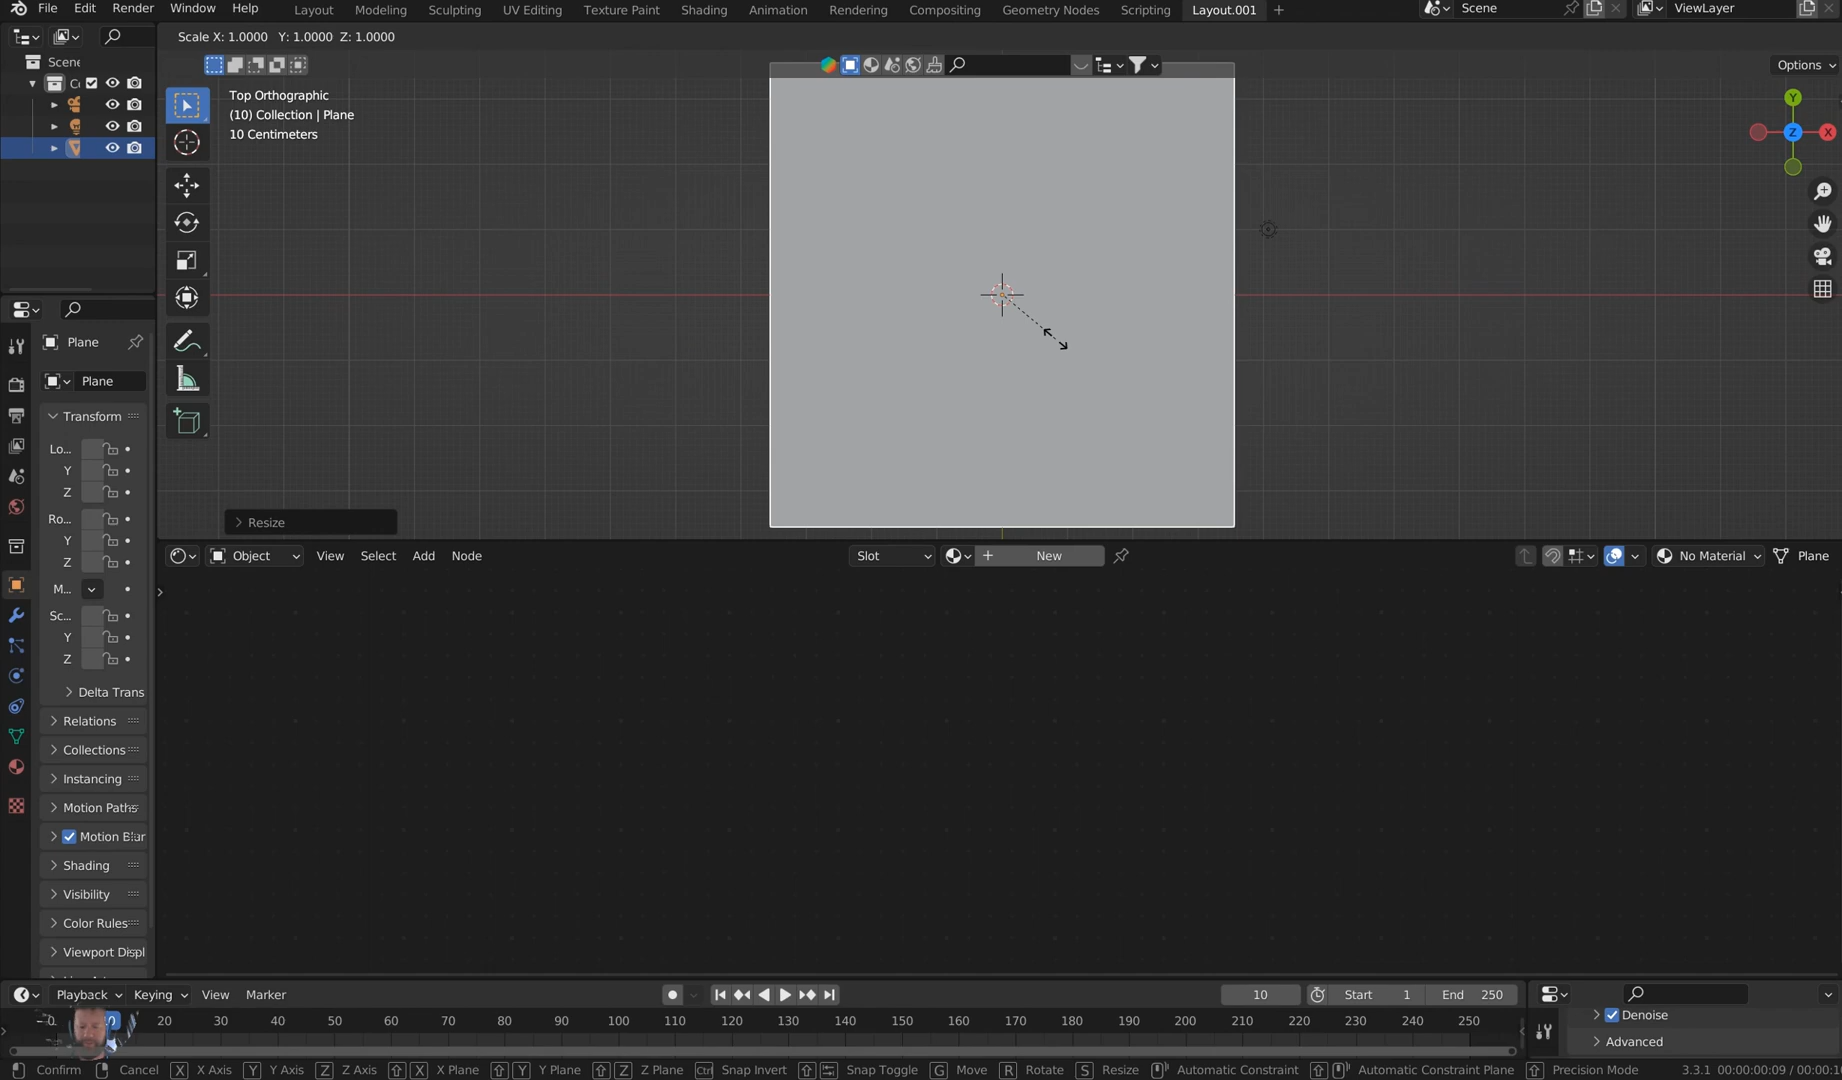 File Edit Render Window Help Layout Modeling Sculpting UV Editing Texture Paint Shading Animation Rendering Compositing Geometry Nodes Scripting Layout.001 Scene ViewLayer
Scale X: 1.0000 Y: 1.0000 Z: 1.0000
Scene
Options
Top Orthographic
(10) Collection | Plane
10 Centimeters
Y
Z
X
Plane
Plane
Transform
Lo...
Y
Z
Ro...
Y
Z
M...
Sc...
Y
Z
Delta Trans
Relations
Collections
Instancing
Motion Paths
Motion Blur
Shading
Visibility
Color Rules
Viewport Displ
Resize
Object View Select Add Node Slot New No Material Plane
Playback Keying View Marker 10 Start 1 End 250
20 30 40 50 60 70 80 90 100 110 120 130 140 150 160 170 180 190 200 210 220 230 240 250
Denoise
Advanced
Confirm Cancel X X Axis Y Y Axis Z Z Axis X X Plane Y Y Plane Z Z Plane Ctrl Snap Invert Snap Toggle G Move R Rotate S Resize Automatic Constraint Automatic Constraint Plane Precision Mode 3.3.1 00:00:00:09 / 00:00:1